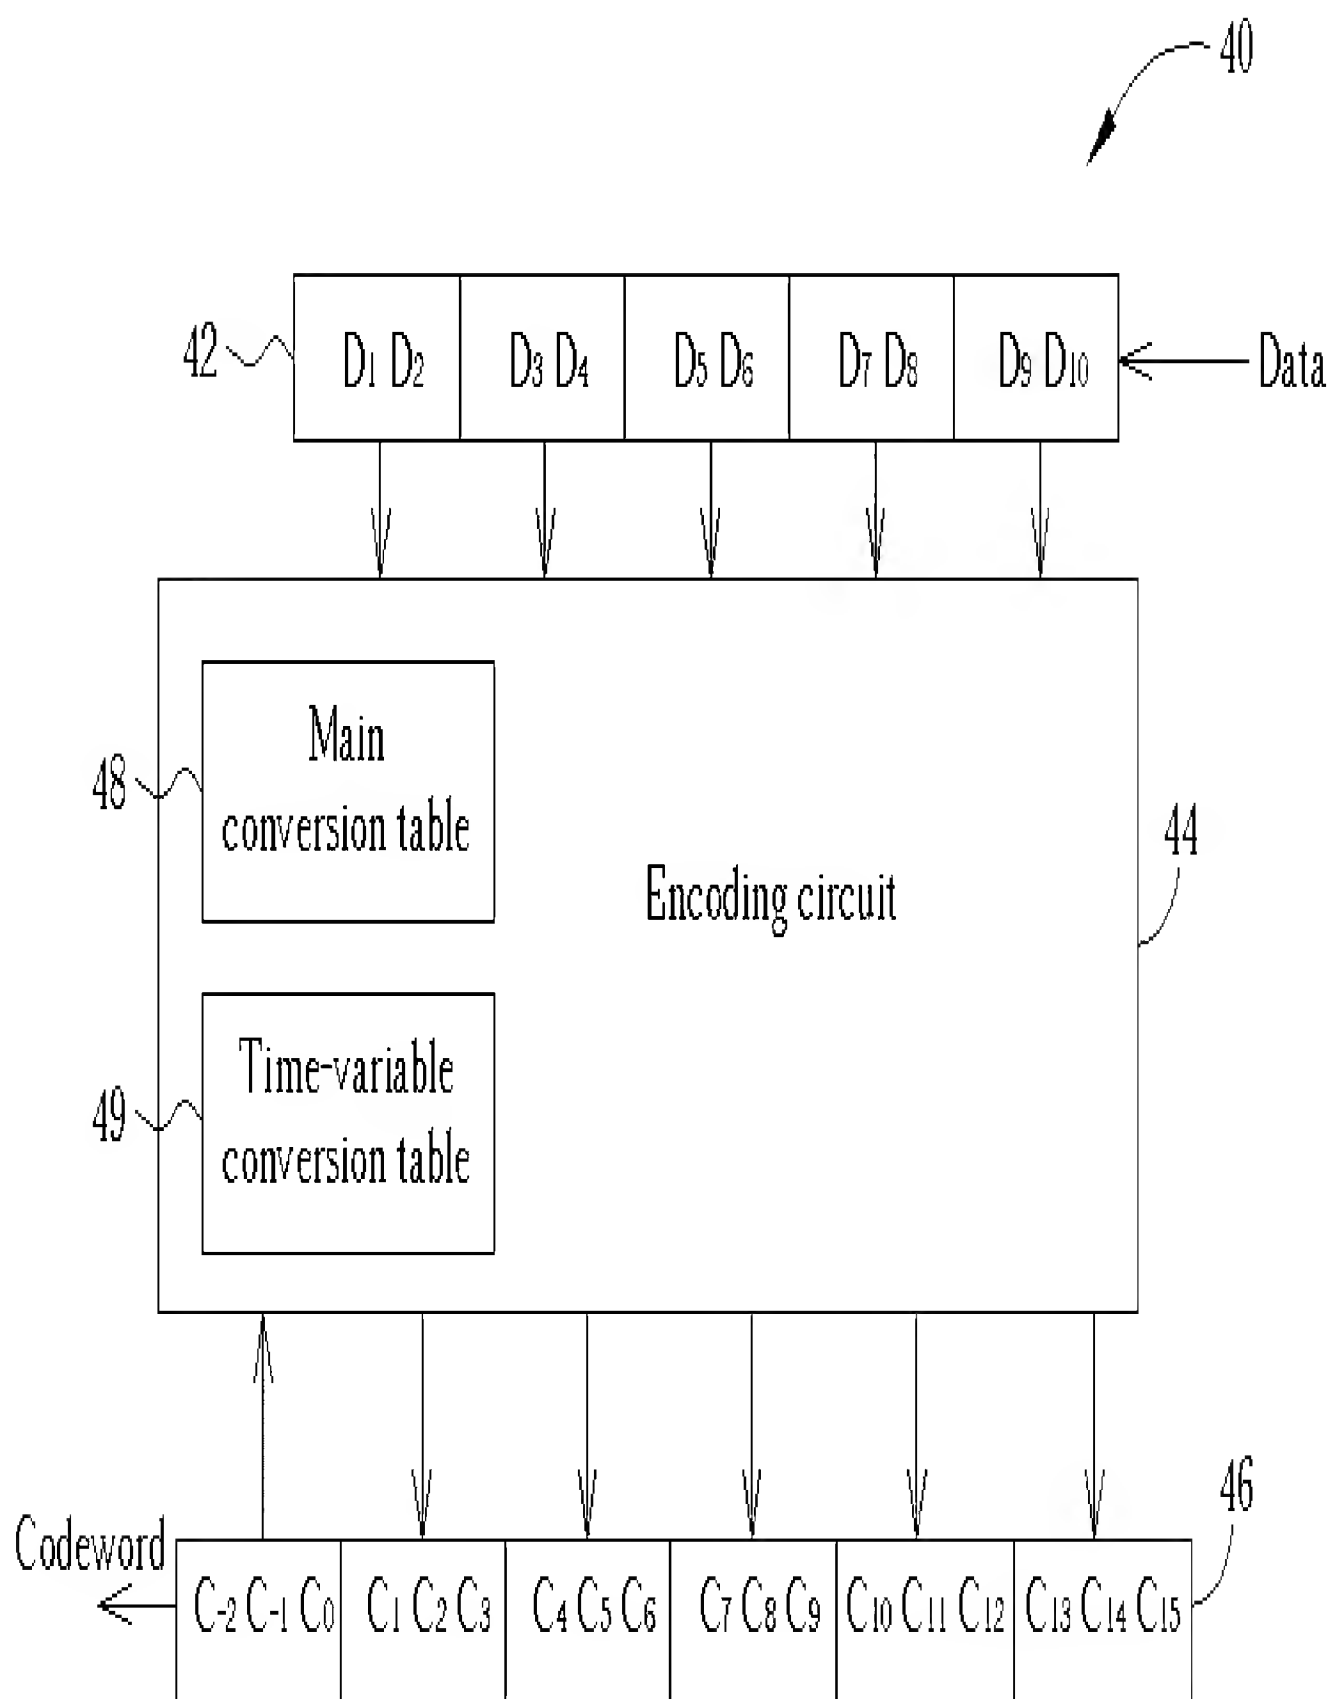 40
42
D₁ D₂ D₃ D₄ D₅ D₆ D₇ D₈ D₉ D₁₀
Data
Main
conversion table
48
44
Encoding circuit
Time-variable
conversion table
49
46
Codeword
C₋₂ C₋₁ C₀ C₁ C₂ C₃ C₄ C₅ C₆ C₇ C₈ C₉ C₁₀ C₁₁ C₁₂ C₁₃ C₁₄ C₁₅